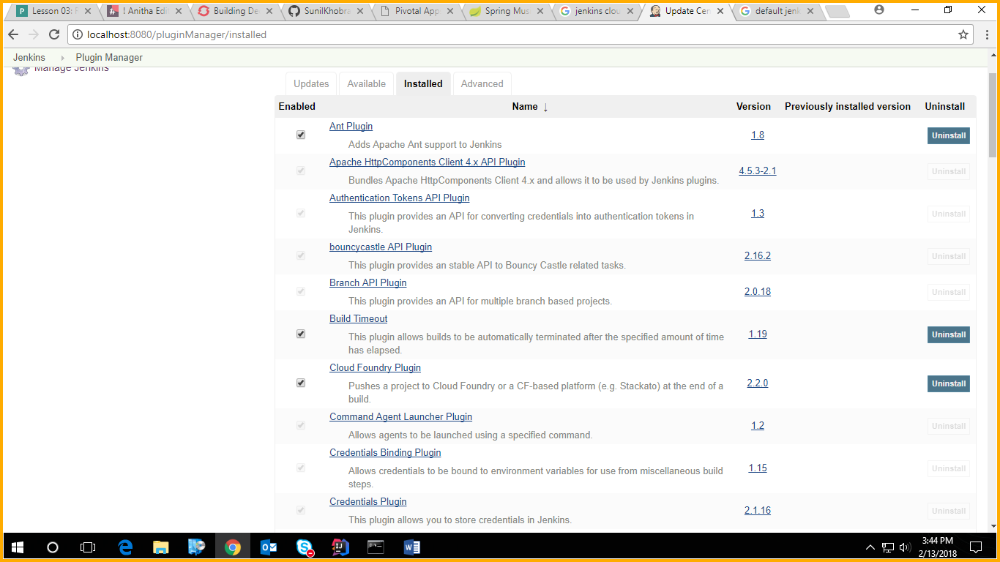 Lesson 03: F
! Anitha Edi
Building De
SunilKhobra
Pivotal App
Spring Mus
jenkins clou
Update Cen
default jenk
localhost:8080/pluginManager/installed
Jenkins Plugin Manager
Manage Jenkins
Updates Available Installed Advanced
Enabled Name ↓ Version Previously installed version Uninstall
Ant Plugin
Adds Apache Ant support to Jenkins
1.8
Uninstall
Apache HttpComponents Client 4.x API Plugin
Bundles Apache HttpComponents Client 4.x and allows it to be used by Jenkins plugins.
4.5.3-2.1
Uninstall
Authentication Tokens API Plugin
This plugin provides an API for converting credentials into authentication tokens in
Jenkins.
1.3
Uninstall
bouncycastle API Plugin
This plugin provides an stable API to Bouncy Castle related tasks.
2.16.2
Uninstall
Branch API Plugin
This plugin provides an API for multiple branch based projects.
2.0.18
Uninstall
Build Timeout
This plugin allows builds to be automatically terminated after the specified amount of time
has elapsed.
1.19
Uninstall
Cloud Foundry Plugin
Pushes a project to Cloud Foundry or a CF-based platform (e.g. Stackato) at the end of a
build.
2.2.0
Uninstall
Command Agent Launcher Plugin
Allows agents to be launched using a specified command.
1.2
Uninstall
Credentials Binding Plugin
Allows credentials to be bound to environment variables for use from miscellaneous build
steps.
1.15
Uninstall
Credentials Plugin
This plugin allows you to store credentials in Jenkins.
2.1.16
Uninstall
3:44 PM
2/13/2018